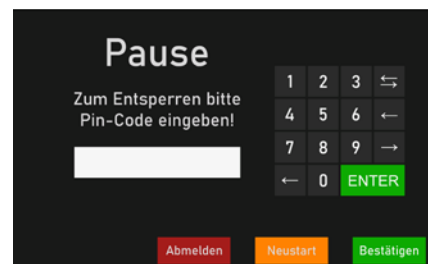 Pause
Zum Entsperren bitte
Pin-Code eingeben!
1 2 3 ⇆
4 5 6 ←
7 8 9 →
← 0 ENTER
Abmelden Neustart Bestätigen